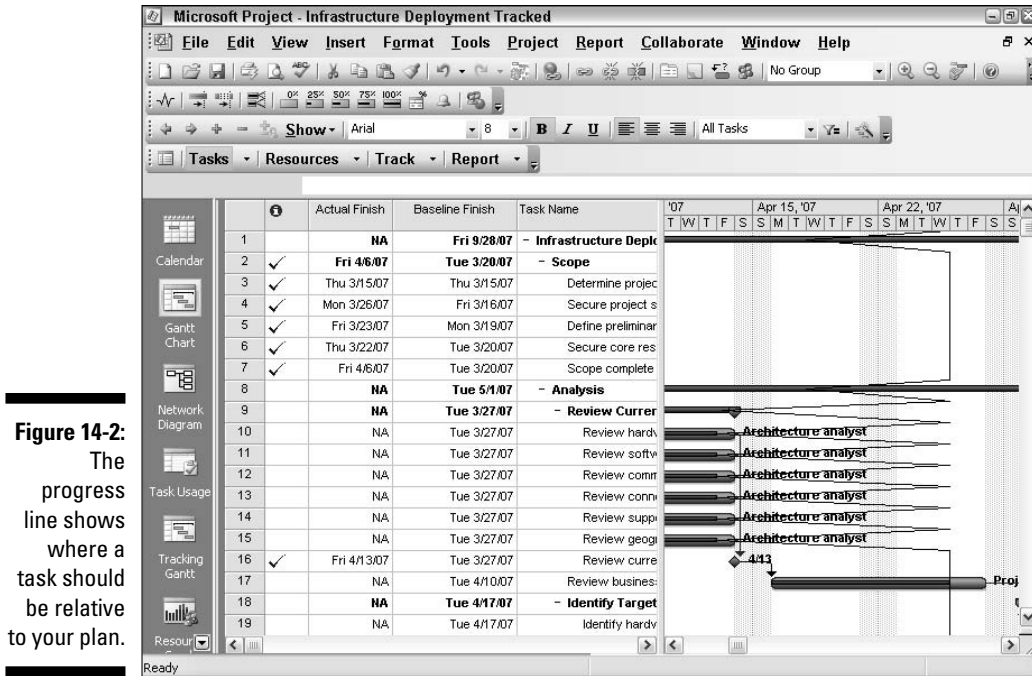 Microsoft Project - Infrastructure Deployment Tracked
File Edit View Insert Format Tools Project Report Collaborate Window Help
ABC No Group
0% 25% 50% 75% 100%
Show Arial 8 B I U All Tasks
Tasks Resources Track Report
Actual Finish Baseline Finish Task Name '07 Apr 15, '07 Apr 22, '07
T W T F S S M T W T F S S M T W T F S S
1 NA Fri 9/28/07 - Infrastructure Deplo
2 Fri 4/6/07 Tue 3/20/07 - Scope
3 Thu 3/15/07 Thu 3/15/07 Determine projec
4 Mon 3/26/07 Fri 3/16/07 Secure project s
5 Fri 3/23/07 Mon 3/19/07 Define preliminar
6 Thu 3/22/07 Tue 3/20/07 Secure core res
7 Fri 4/6/07 Tue 3/20/07 Scope complete
8 NA Tue 5/1/07 - Analysis
9 NA Tue 3/27/07 - Review Curren
10 NA Tue 3/27/07 Review hardw Architecture analyst
11 NA Tue 3/27/07 Review softw Architecture analyst
12 NA Tue 3/27/07 Review comm Architecture analyst
13 NA Tue 3/27/07 Review conne Architecture analyst
14 NA Tue 3/27/07 Review suppo Architecture analyst
15 NA Tue 3/27/07 Review geogr Architecture analyst
16 Fri 4/13/07 Tue 3/27/07 Review curre 4/13
17 NA Tue 4/10/07 Review busines Proj
18 NA Tue 4/17/07 - Identify Target
19 NA Tue 4/17/07 Identify hardw
Calendar
Gantt
Chart
Network
Diagram
Task Usage
Tracking
Gantt
Resour
Ready
Figure 14-2:
The
progress
line shows
where a
task should
be relative
to your plan.